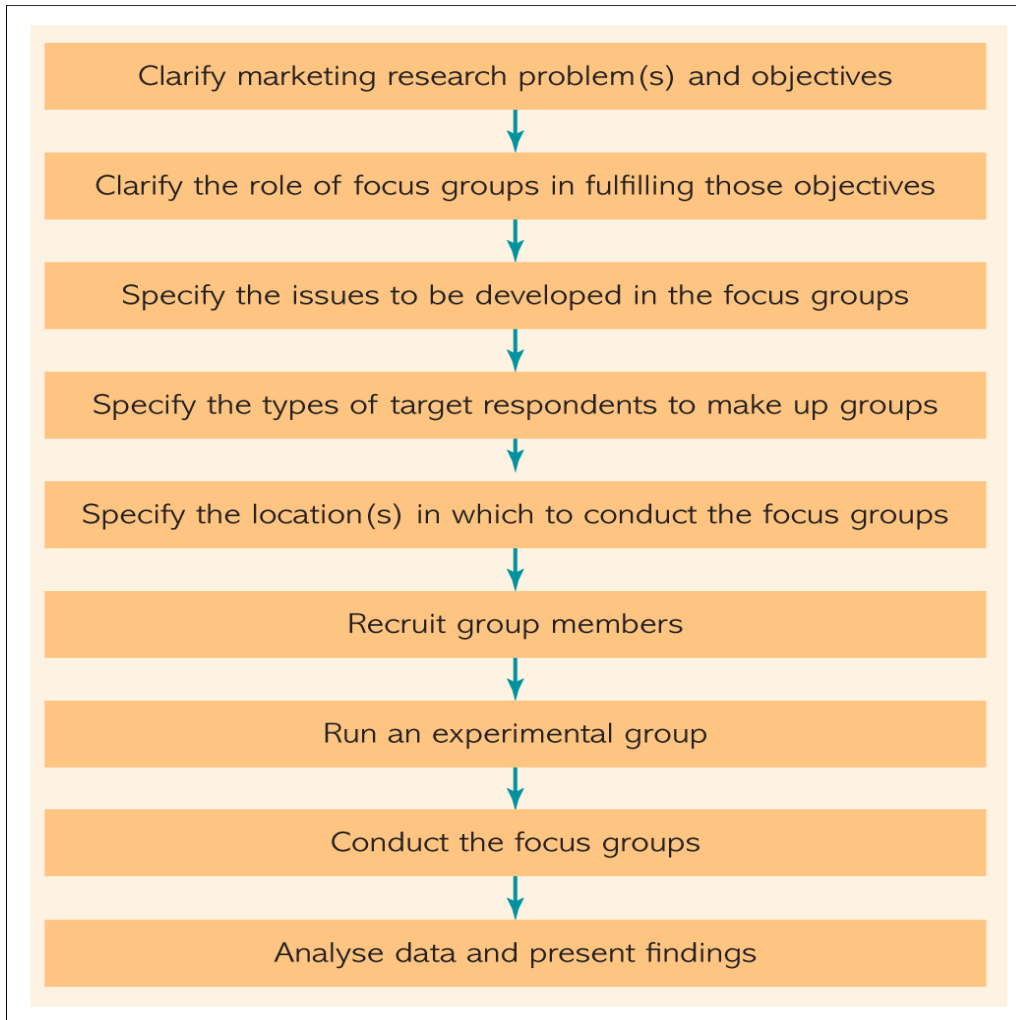 Clarify marketing research problem(s) and objectives
Clarify the role of focus groups in fulfilling those objectives
Specify the issues to be developed in the focus groups
Specify the types of target respondents to make up groups
Specify the location(s) in which to conduct the focus groups
Recruit group members
Run an experimental group
Conduct the focus groups
Analyse data and present findings